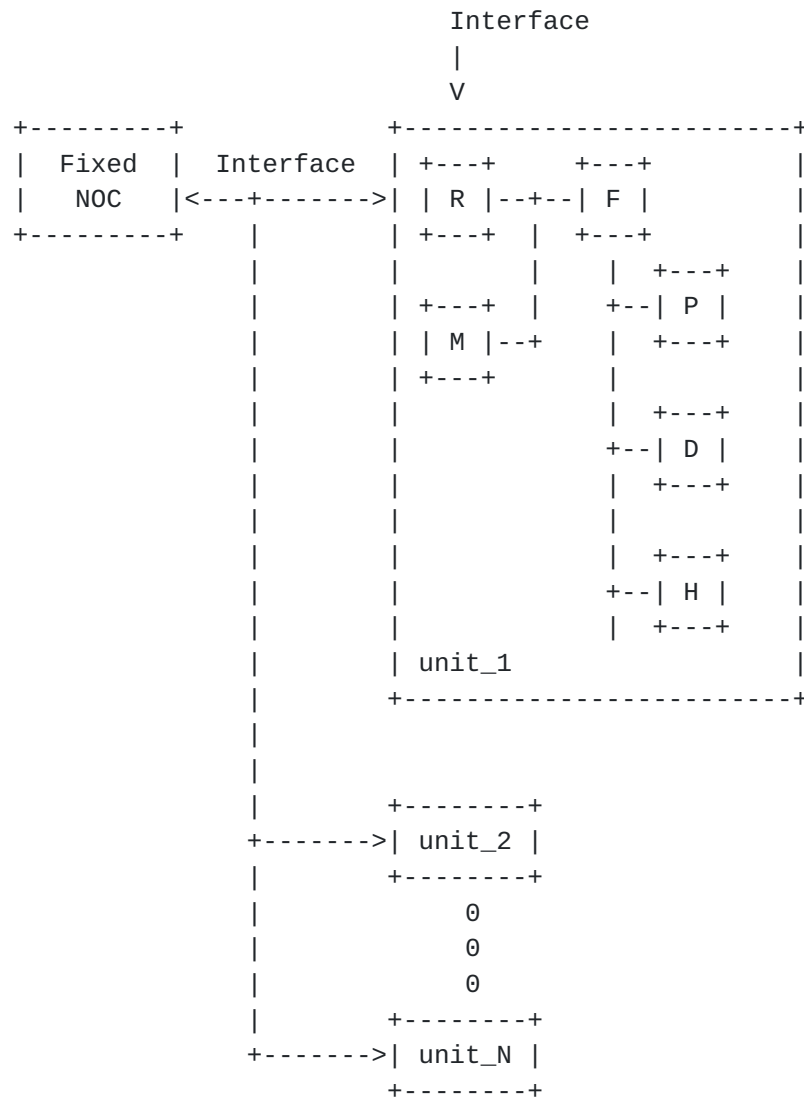 Interface
|
V
+---------+ +-------------------------+
| Fixed | Interface | +---+ +---+ |
| NOC |<---+------->| | R |--+--| F | |
+---------+ | | +---+ | +---+ |
| | | | +---+ |
| | +---+ | +--| P | |
| | | M |--+ | +---+ |
| | +---+ | |
| | | +---+ |
| | +--| D | |
| | | +---+ |
| | | |
| | | +---+ |
| | +--| H | |
| | | +---+ |
| | unit_1 |
| +-------------------------+
|
|
| +--------+
+------->| unit_2 |
| +--------+
| 0
| 0
| 0
| +--------+
+------->| unit_N |
+--------+